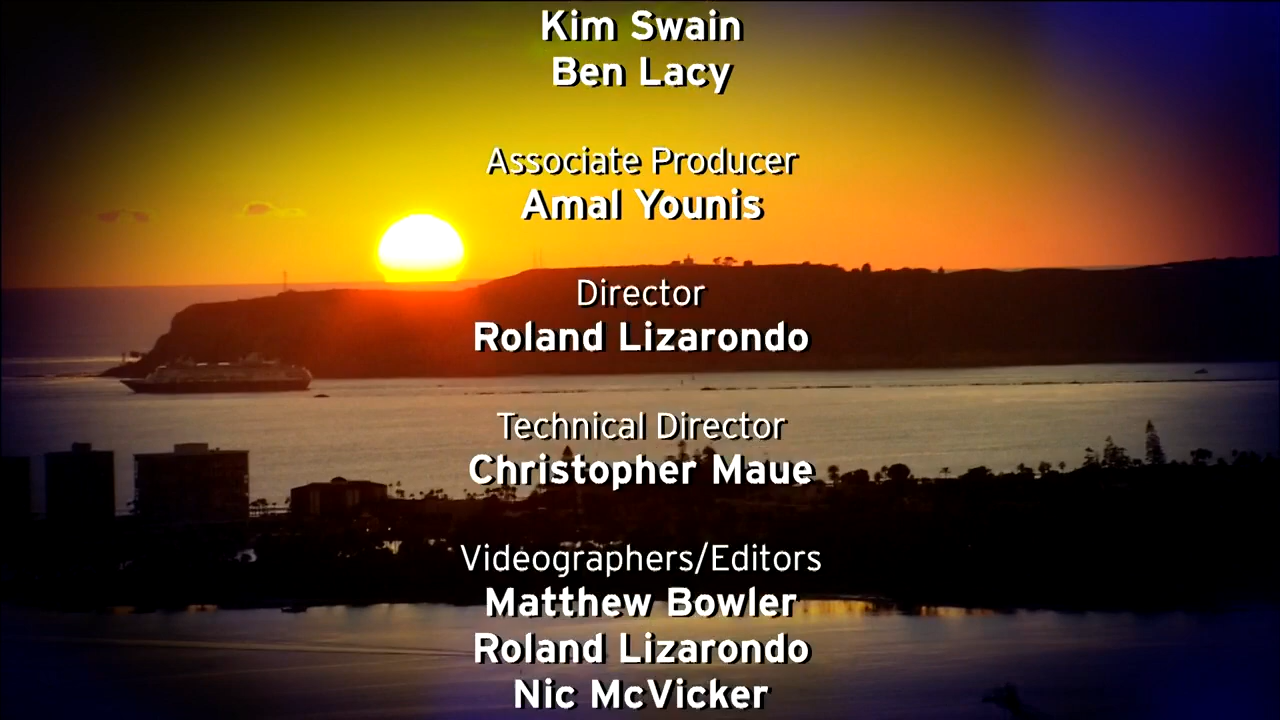 Kim Swain
Ben Lacy
Associate Producer
Amal Younis
Director
Roland Lizarondo
Technical Director
Christopher Maue
Videographers/Editors
Matthew Bowler
Roland Lizarondo
Nic McVicker